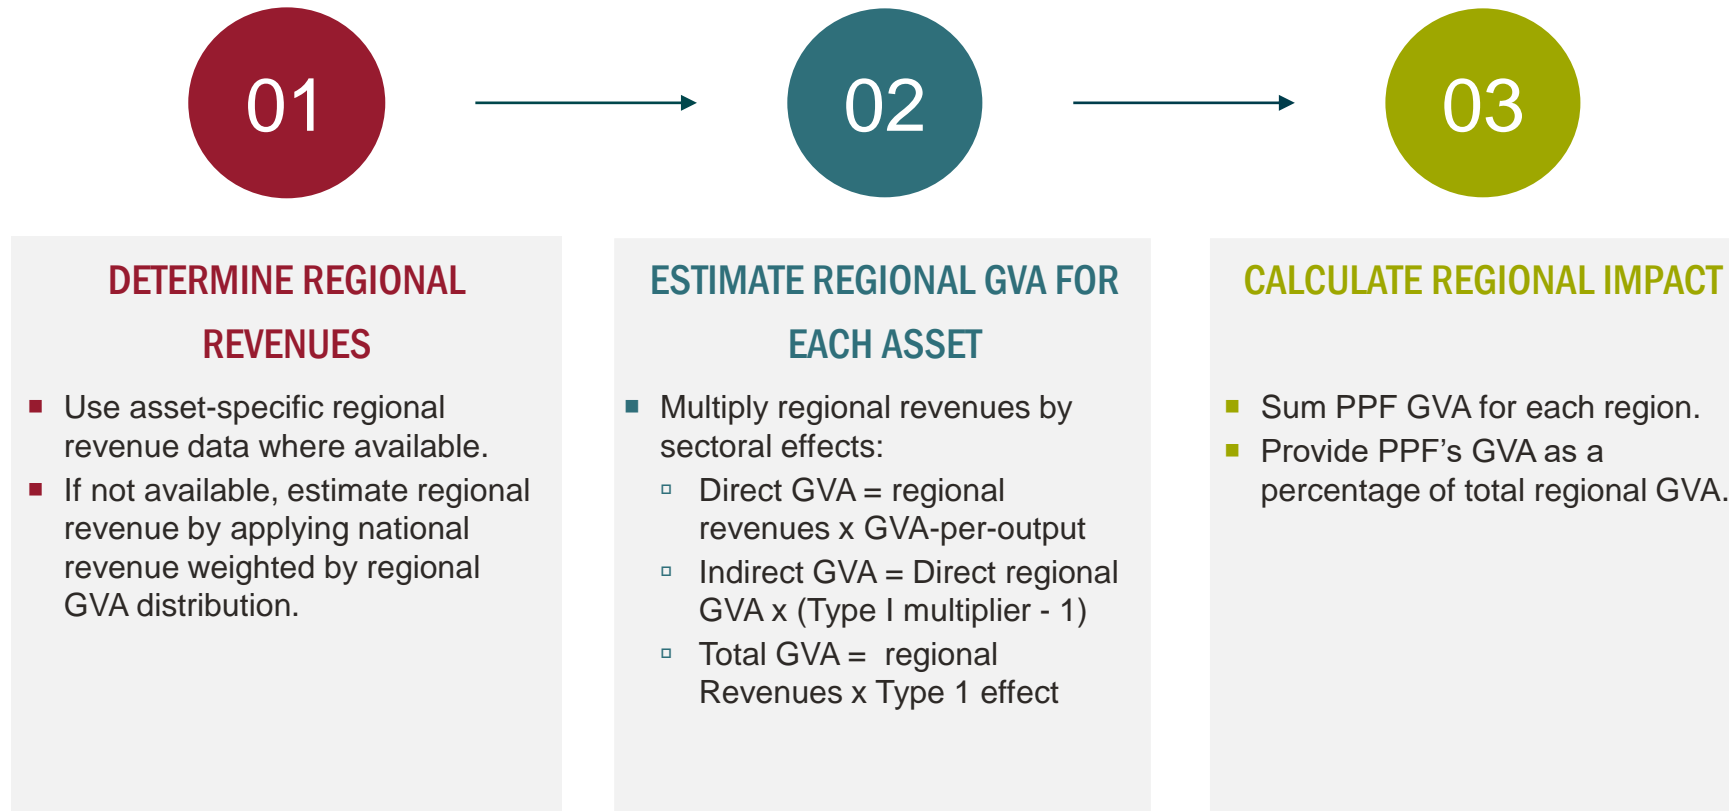 01
02
03
DETERMINE REGIONAL
REVENUES
■ Use asset-specific regional
revenue data where available.
■ If not available, estimate regional
revenue by applying national
revenue weighted by regional
GVA distribution.
ESTIMATE REGIONAL GVA FOR
EACH ASSET
■ Multiply regional revenues by
sectoral effects:
▫ Direct GVA = regional
revenues x GVA-per-output
▫ Indirect GVA = Direct regional
GVA x (Type I multiplier - 1)
▫ Total GVA = regional
Revenues x Type 1 effect
CALCULATE REGIONAL IMPACT
■ Sum PPF GVA for each region.
■ Provide PPF’s GVA as a
percentage of total regional GVA.